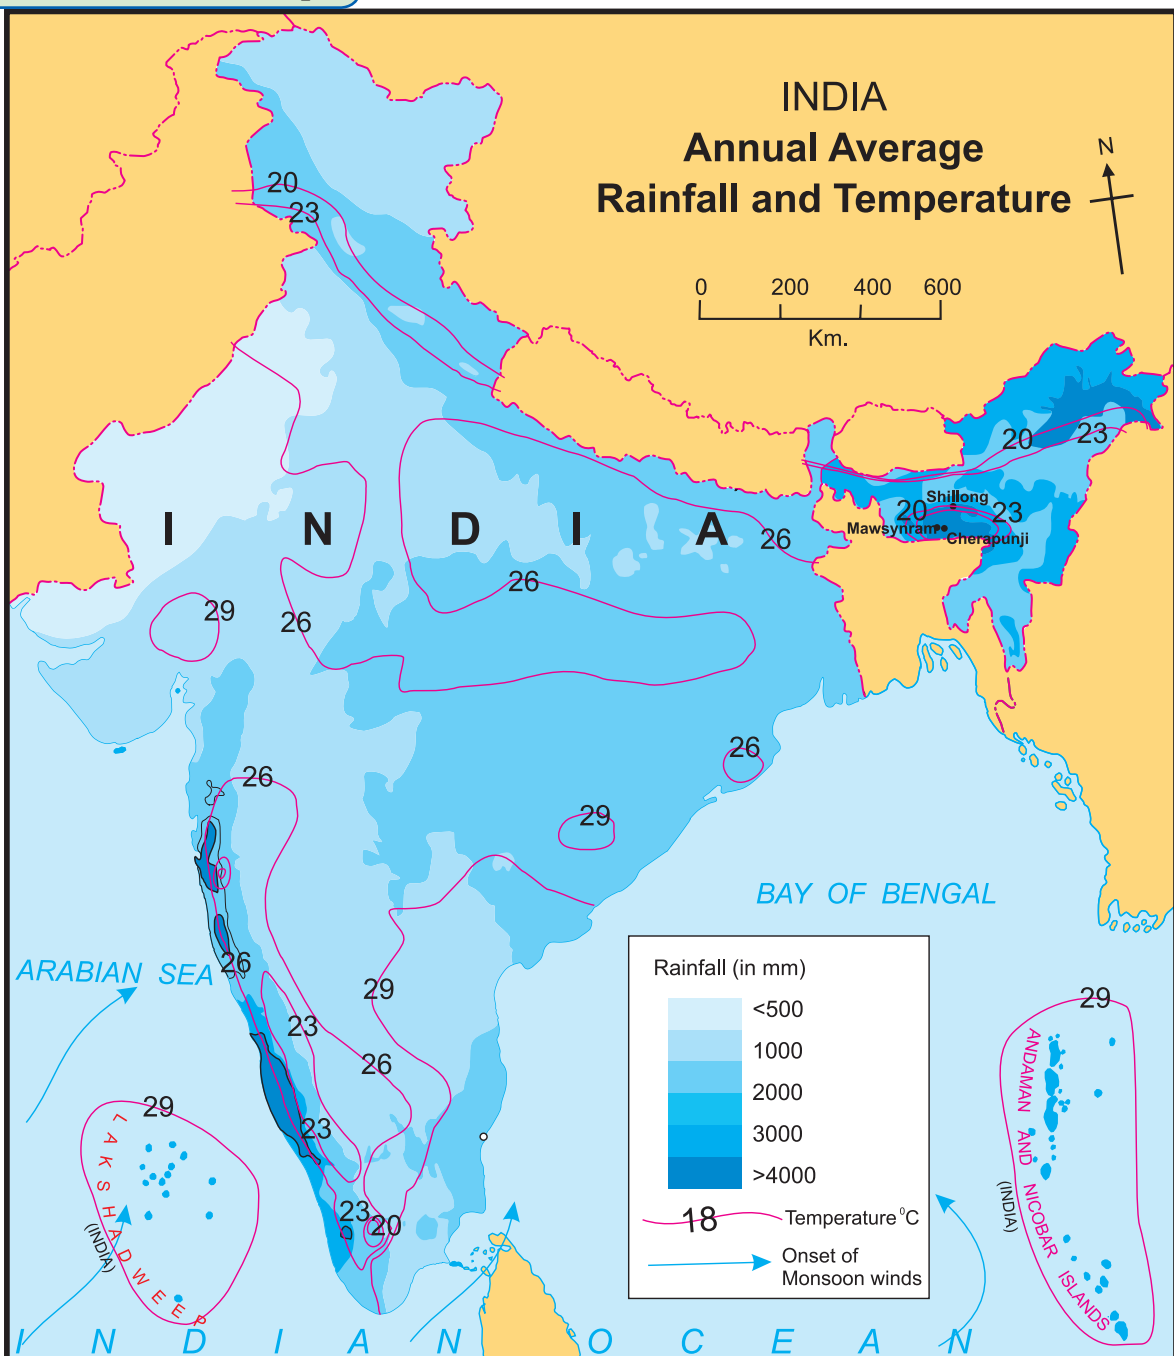 INDIA
Annual Average
Rainfall and Temperature
N
0 200 400 600
Km.
20
23
20
23
Shillong
20
23
Mawsynram
Cherapunji
I N D I A
26
26
29
26
26
26
29
BAY OF BENGAL
ARABIAN SEA
26
29
23
26
29
23
23
20
29
LAKSHADWEEP
(INDIA)
ANDAMAN AND NICOBAR ISLANDS
(INDIA)
Rainfall (in mm)
<500
1000
2000
3000
>4000
18 Temperature ⁰C
Onset of
Monsoon winds
INDIAN OCEAN